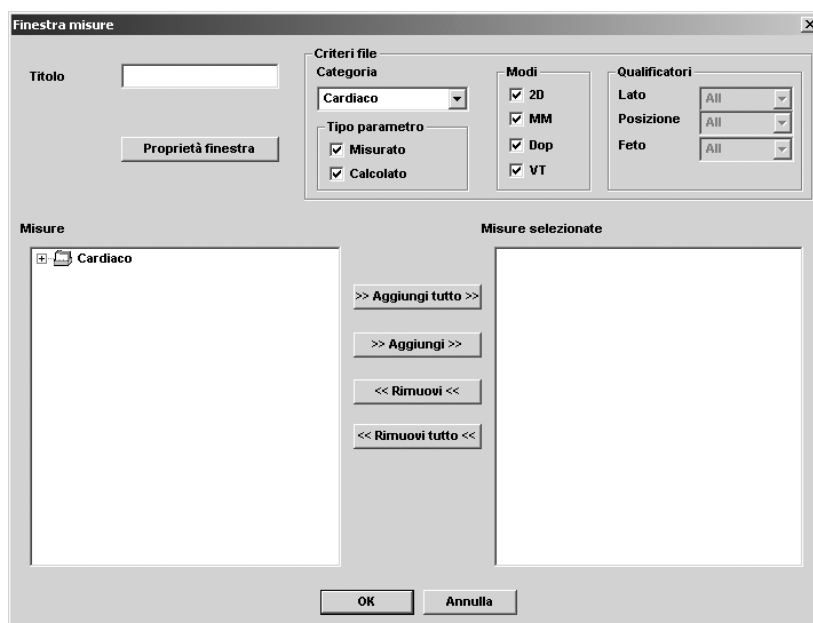 Finestra misure
Titolo
Proprietà finestra
Criteri file
Categoria
Cardiaco
Tipo parametro
Misurato
Calcolato
Modi
2D
MM
Dop
VT
Qualificatori
Lato All
Posizione All
Feto All
Misure
Cardiaco
>> Aggiungi tutto >>
>> Aggiungi >>
<< Rimuovi <<
<< Rimuovi tutto <<
Misure selezionate
OK
Annulla